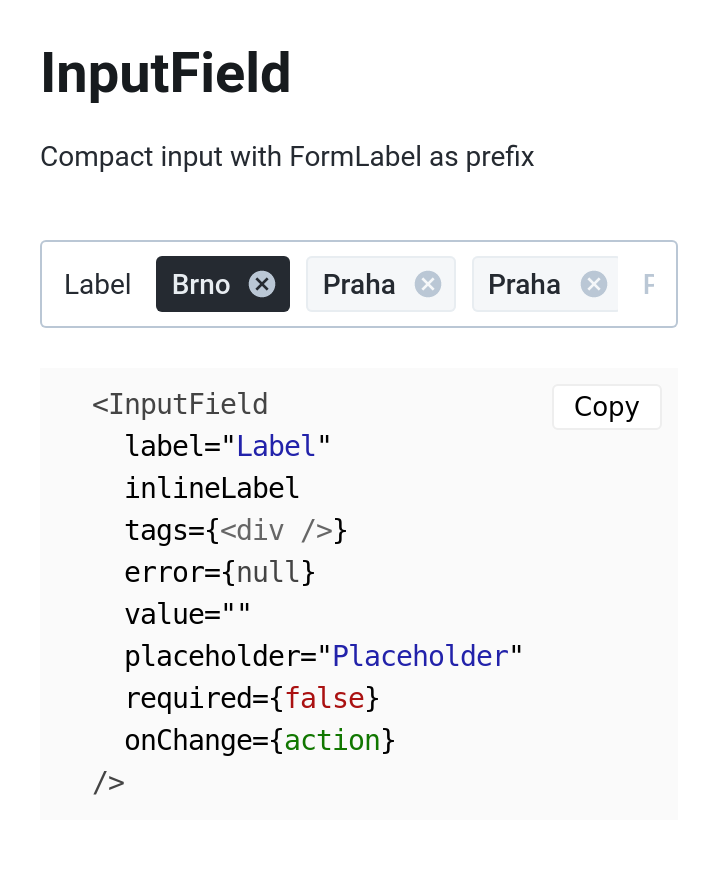 InputField
Compact input with FormLabel as prefix
Label Brno Praha Praha
Copy
<InputField
label="Label"
inlineLabel
tags={<div />}
error={null}
value=""
placeholder="Placeholder"
required={false}
onChange={action}
/>